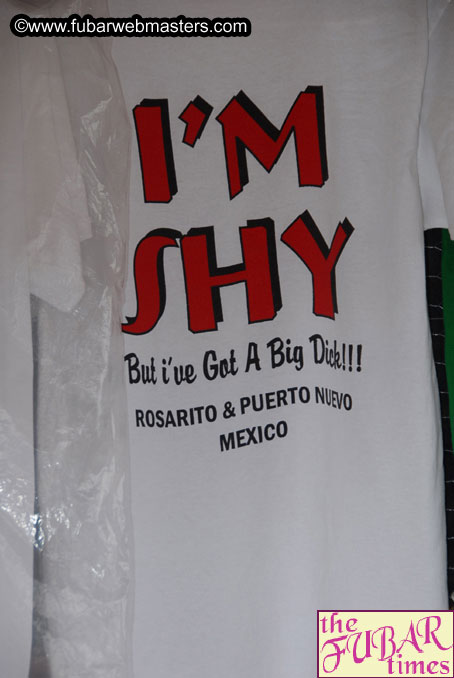 ©www.fubarwebmasters.com
I'M
SHY
But i've Got A Big Dick!!!
ROSARITO & PUERTO NUEVO
MEXICO
the
FUBAR
times